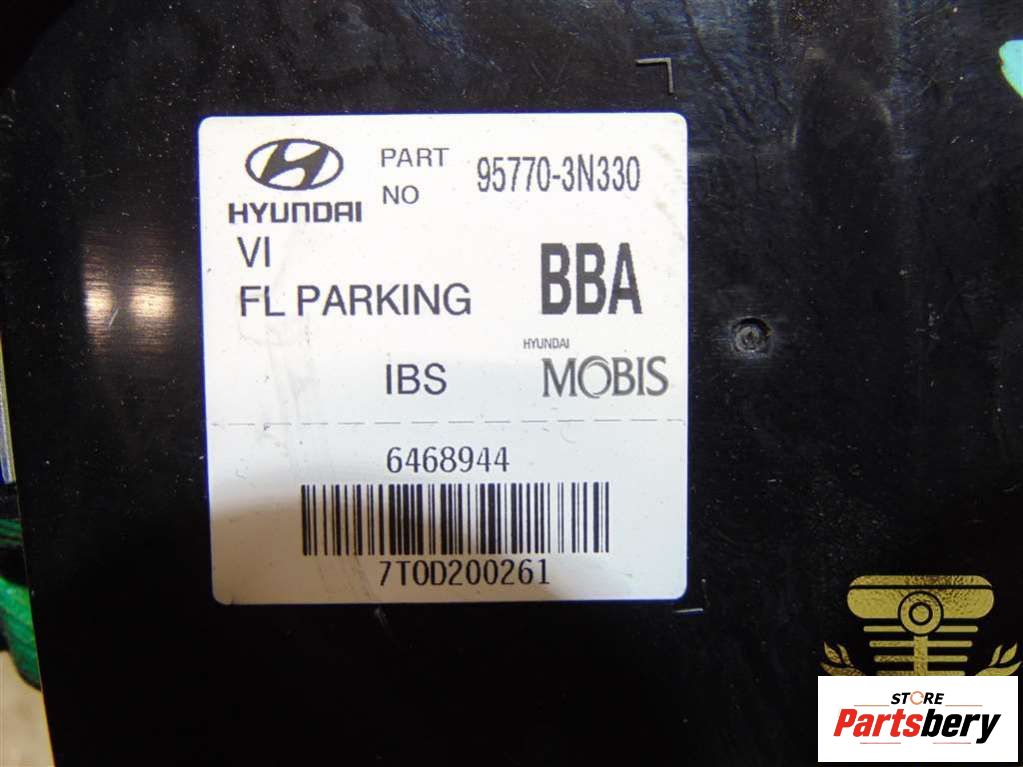 HYUNDAI
PART NO 95770-3N330
VI
FL PARKING
BBA
IBS
HYUNDAI
MOBIS
6468944
7T0D200261
STORE
Partsbery